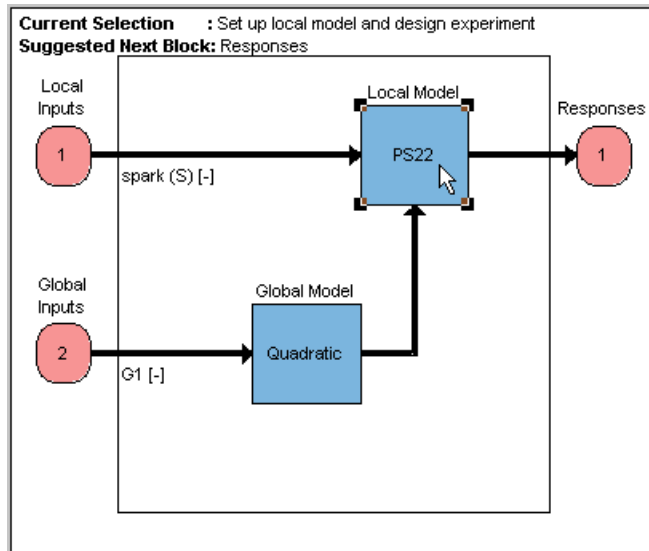 Current Selection : Set up local model and design experiment
Suggested Next Block: Responses
Local
Inputs
Local Model
Responses
1
PS22
1
spark (S) [-]
Global
Inputs
Global Model
2
Quadratic
G1 [-]